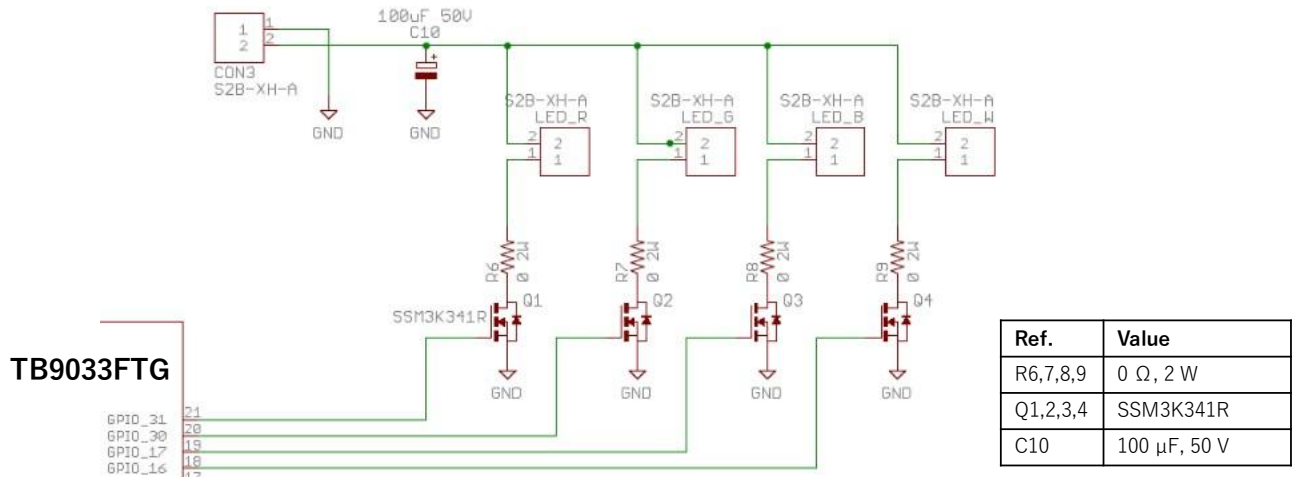 100uF 50V
C10
1 1
2 2
CON3
S2B-XH-A
GND
GND
S2B-XH-A
LED_R
2 2
1 1
S2B-XH-A
LED_G
2 2
1 1
S2B-XH-A
LED_B
2 2
1 1
S2B-XH-A
LED_W
2 2
1 1
R6
0 2W
R7
0 2W
R8
0 2W
R9
0 2W
SSM3K341R
Q1
Q2
Q3
Q4
GND
GND
GND
GND
TB9033FTG
GPIO_31 21
GPIO_30 20
GPIO_17 19
GPIO_16 18
17
Ref. Value
R6,7,8,9 0 Ω, 2 W
Q1,2,3,4 SSM3K341R
C10 100 μF, 50 V